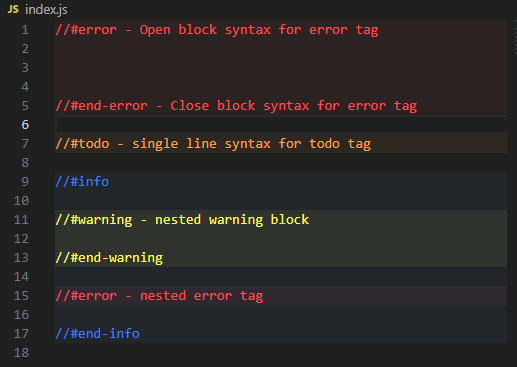 JS index.js
1 //#error - Open block syntax for error tag
2
3
4
5 //#end-error - Close block syntax for error tag
6
7 //#todo - single line syntax for todo tag
8
9 //#info
10
11 //#warning - nested warning block
12
13 //#end-warning
14
15 //#error - nested error tag
16
17 //#end-info
18